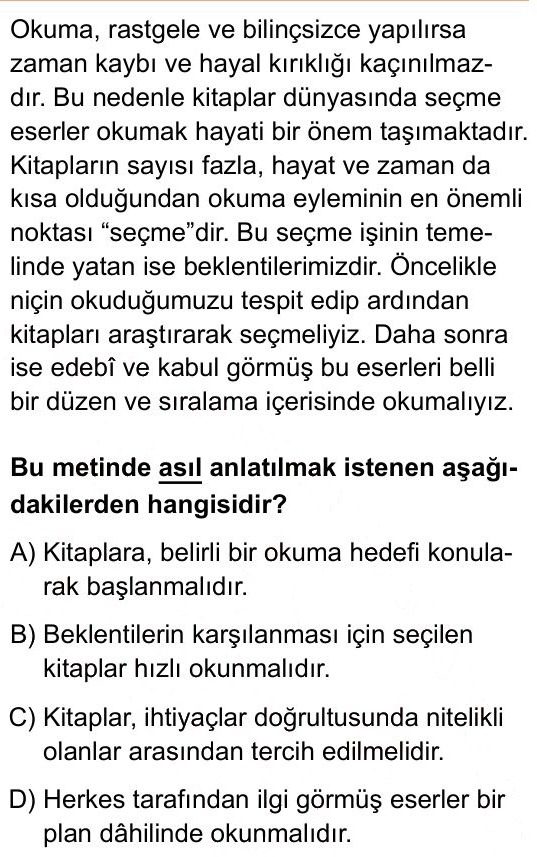 Okuma, rastgele ve bilinçsizce yapılırsa
zaman kaybı ve hayal kırıklığı kaçınılmaz-
dır. Bu nedenle kitaplar dünyasında seçme
eserler okumak hayati bir önem taşımaktadır.
Kitapların sayısı fazla, hayat ve zaman da
kısa olduğundan okuma eyleminin en önemli
noktası “seçme”dir. Bu seçme işinin teme-
linde yatan ise beklentilerimizdir. Öncelikle
niçin okuduğumuzu tespit edip ardından
kitapları araştırarak seçmeliyiz. Daha sonra
ise edebî ve kabul görmüş bu eserleri belli
bir düzen ve sıralama içerisinde okumalıyız.
Bu metinde asıl anlatılmak istenen aşağı-
dakilerden hangisidir?
A) Kitaplara, belirli bir okuma hedefi konula-
rak başlanmalıdır.
B) Beklentilerin karşılanması için seçilen
kitaplar hızlı okunmalıdır.
C) Kitaplar, ihtiyaçlar doğrultusunda nitelikli
olanlar arasından tercih edilmelidir.
D) Herkes tarafından ilgi görmüş eserler bir
plan dâhilinde okunmalıdır.